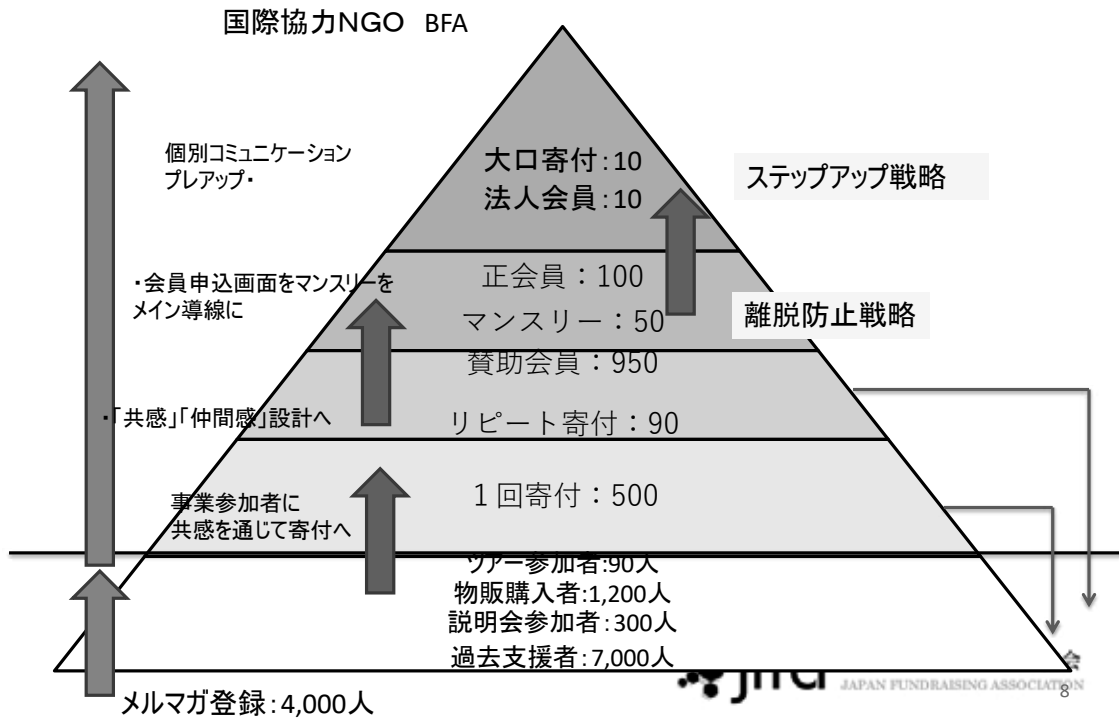 国際協力NGO BFA
個別コミュニケーション
プレアップ・
大口寄付：10
法人会員：10
ステップアップ戦略
・会員申込画面をマンスリーを
メイン導線に
正会員：100
マンスリー：50
離脱防止戦略
賛助会員：950
・「共感」「仲間感」設計へ
リピート寄付：90
事業参加者に
共感を通じて寄付へ
１回寄付：500
ツアー参加者:90人
物販購入者:1,200人
説明会参加者：300人
過去支援者：7,000人
メルマガ登録：4,000人
会
jfra
JAPAN FUNDRAISING ASSOCIATION
8